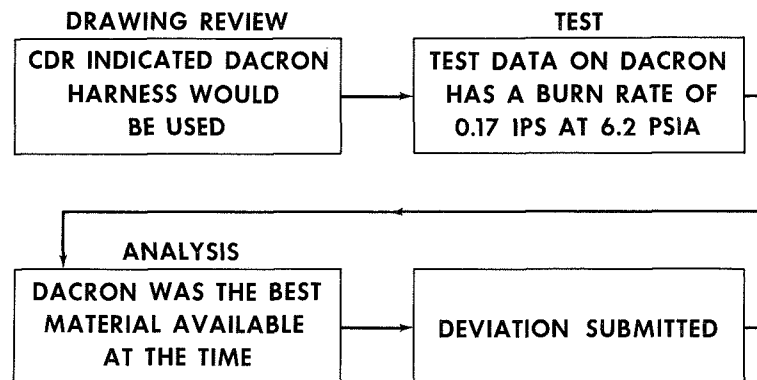 DRAWING REVIEW
CDR INDICATED DACRON
HARNESS WOULD
BE USED
TEST
TEST DATA ON DACRON
HAS A BURN RATE OF
0.17 IPS AT 6.2 PSIA
ANALYSIS
DACRON WAS THE BEST
MATERIAL AVAILABLE
AT THE TIME
DEVIATION SUBMITTED